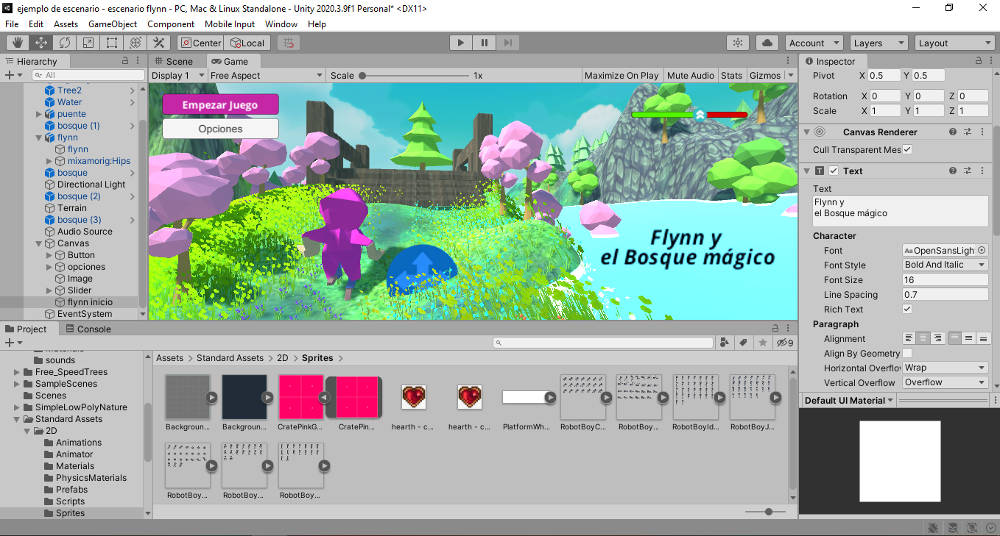 ejemplo de escenario - escenario flynn - PC, Mac & Linux Standalone - Unity 2020.3.9f1 Personal* <DX11>
File Edit Assets GameObject Component Mobile Input Window Help
Center Local Account Layers Layout
Hierarchy
All
Tree2
Water
puente
bosque (1)
flynn
flynn
mixamorig:Hips
bosque
Directional Light
bosque (2)
Terrain
bosque (3)
Audio Source
Canvas
Button
opciones
Image
Slider
flynn inicio
EventSystem
Scene Game
Display 1 Free Aspect Scale 1x Maximize On Play Mute Audio Stats Gizmos
Empezar Juego
Opciones
Flynn y
el Bosque mágico
Inspector
Pivot X 0.5 Y 0.5
Rotation X 0 Y 0 Z 0
Scale X 1 Y 1 Z 1
Canvas Renderer
Cull Transparent Mes
Text
Text
Flynn y
el Bosque mágico
Character
Font OpenSansLigh
Font Style Bold And Italic
Font Size 16
Line Spacing 0.7
Rich Text
Paragraph
Alignment
Align By Geometry
Horizontal Overflo Wrap
Vertical Overflow Overflow
Default UI Material
Project Console
9
sounds
Free_SpeedTrees
SampleScenes
Scenes
SimpleLowPolyNature
Standard Assets
2D
Animations
Animator
Materials
PhysicsMaterials
Prefabs
Scripts
Sprites
Assets > Standard Assets > 2D > Sprites >
Backgroun... Backgroun... CratePinkG... CratePin... hearth - c... hearth - c... PlatformWh... RobotBoyC... RobotBoy... RobotBoyId... RobotBoyJ...
RobotBoy... RobotBoy... RobotBoy...